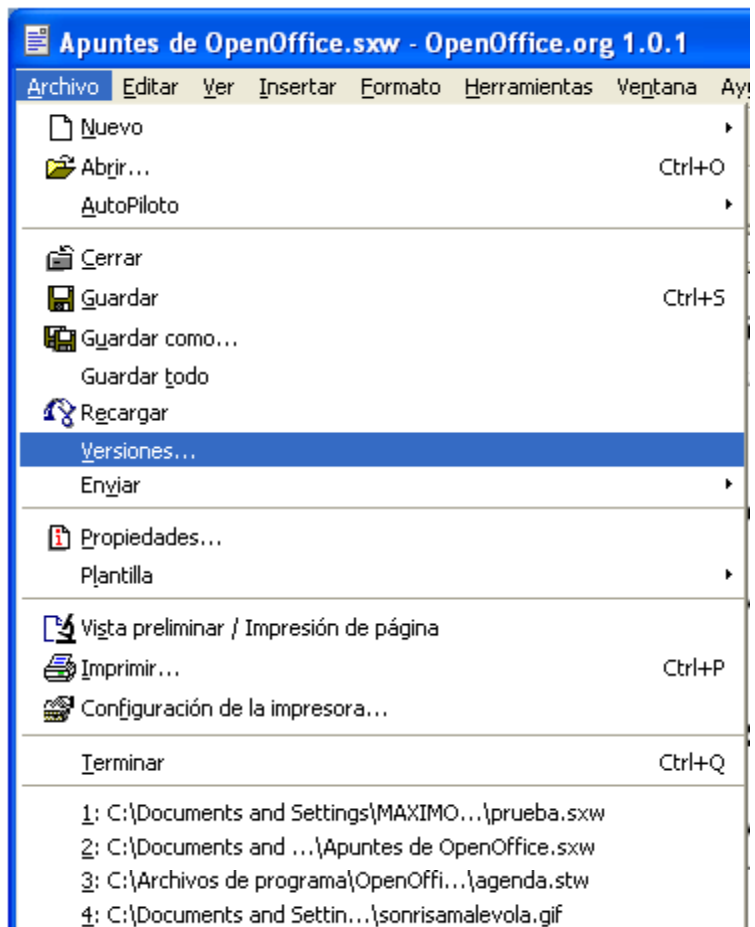 Apuntes de OpenOffice.sxw - OpenOffice.org 1.0.1
Archivo Editar Ver Insertar Formato Herramientas Ventana
Nuevo
Abrir... Ctrl+O
AutoPiloto
Cerrar
Guardar Ctrl+S
Guardar como...
Guardar todo
Recargar
Versiones...
Enviar
Propiedades...
Plantilla
Vista preliminar / Impresión de página
Imprimir... Ctrl+P
Configuración de la impresora...
Terminar Ctrl+Q
1: C:\Documents and Settings\MAXIMO...\prueba.sxw
2: C:\Documents and ...\Apuntes de OpenOffice.sxw
3: C:\Archivos de programa\OpenOffi...\agenda.stw
4: C:\Documents and Settin...\sonrisamalevola.gif